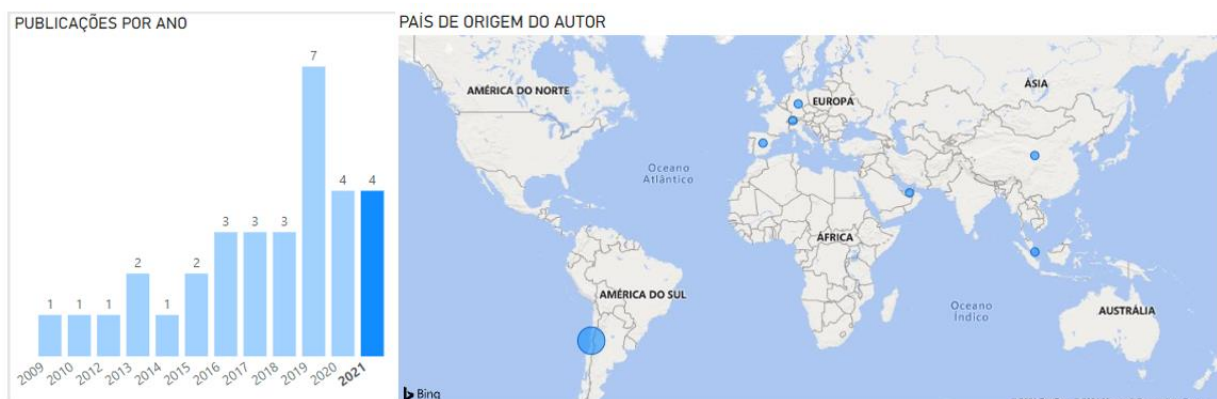 PUBLICAÇÕES POR ANO
7
4
4
3
3
3
2
2
1
1
1
1
2009
2010
2012
2013
2014
2015
2016
2017
2018
2019
2020
2021
PAÍS DE ORIGEM DO AUTOR
AMÉRICA DO NORTE
EUROPA
ÁSIA
Oceano
Atlântico
ÁFRICA
AMÉRICA DO SUL
Oceano
Índico
AUSTRÁLIA
Bing